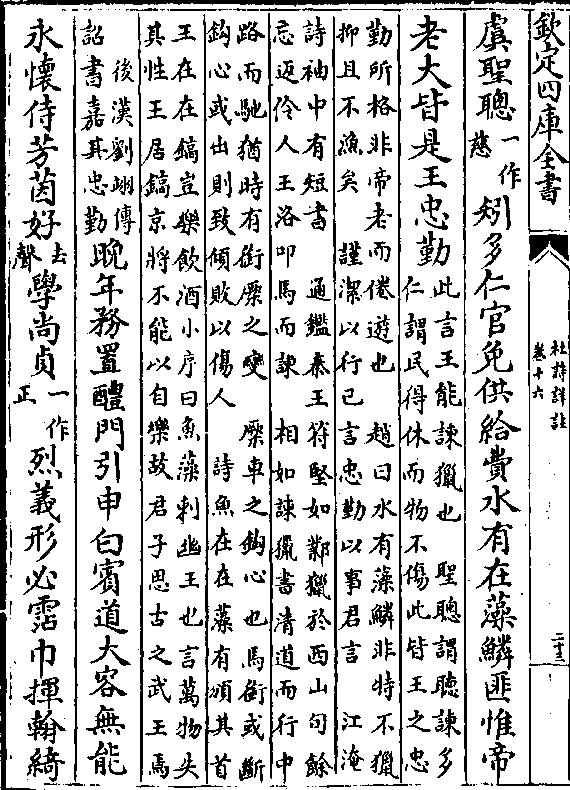 欽定四庫全書
杜詩詳註
卷十六
二十三
虞聖聰一作慈矧多仁官免供給費水有在藻鱗匪惟帝
老大皆是王忠勤
此言王能諫獵也 聖聰謂聽諫多
仁謂民得休而物不傷此皆王之忠
勤所格非帝老而倦遊也 趙曰水有藻鱗非特不獵
抑且不漁矣 謹潔以行己言忠勤以事君言 江淹
詩袖中有短書 通鑑秦王符堅如鄴獵於西山句餘
忘返伶人王洛叩馬而諫 相如諫獵書清道而行中
路而馳猶時有銜橛之變 橛車之鈎心也馬銜或斷
鈎心或出則致傾敗以傷人 詩魚在在藻有頒其首
王在在鎬豈樂飲酒小序曰魚藻刺幽王也言萬物失
其性王居鎬京將不能以自樂故君子思古之武王焉
後漢劉翊傳
詔書嘉其忠勤
晚年務置醴門引申白賓道大容無能
永懷侍芳茵好去聲學尚貞一作正烈義形必霑巾揮翰綺